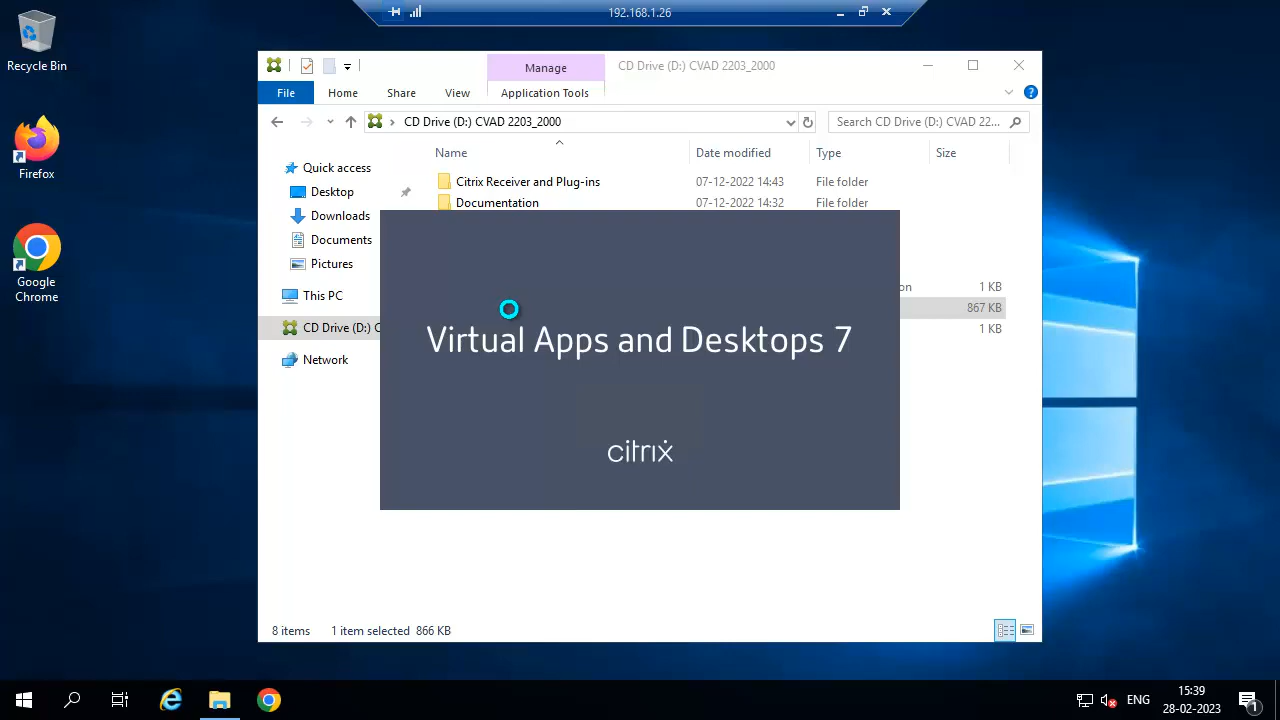 192.168.1.26
Recycle Bin
Firefox
Google
Chrome
Manage
CD Drive (D:) CVAD 2203_2000
File
Home
Share
View
Application Tools
CD Drive (D:) CVAD 2203_2000
Search CD Drive (D:) CVAD 22...
Name
Date modified
Type
Size
Quick access
Desktop
Downloads
Documents
Pictures
This PC
CD Drive (D:) C
Network
Citrix Receiver and Plug-ins
07-12-2022 14:43
File folder
Documentation
07-12-2022 14:32
File folder
on
1 KB
867 KB
1 KB
Virtual Apps and Desktops 7
citrix
8 items
1 item selected 866 KB
ENG
15:39
28-02-2023
1